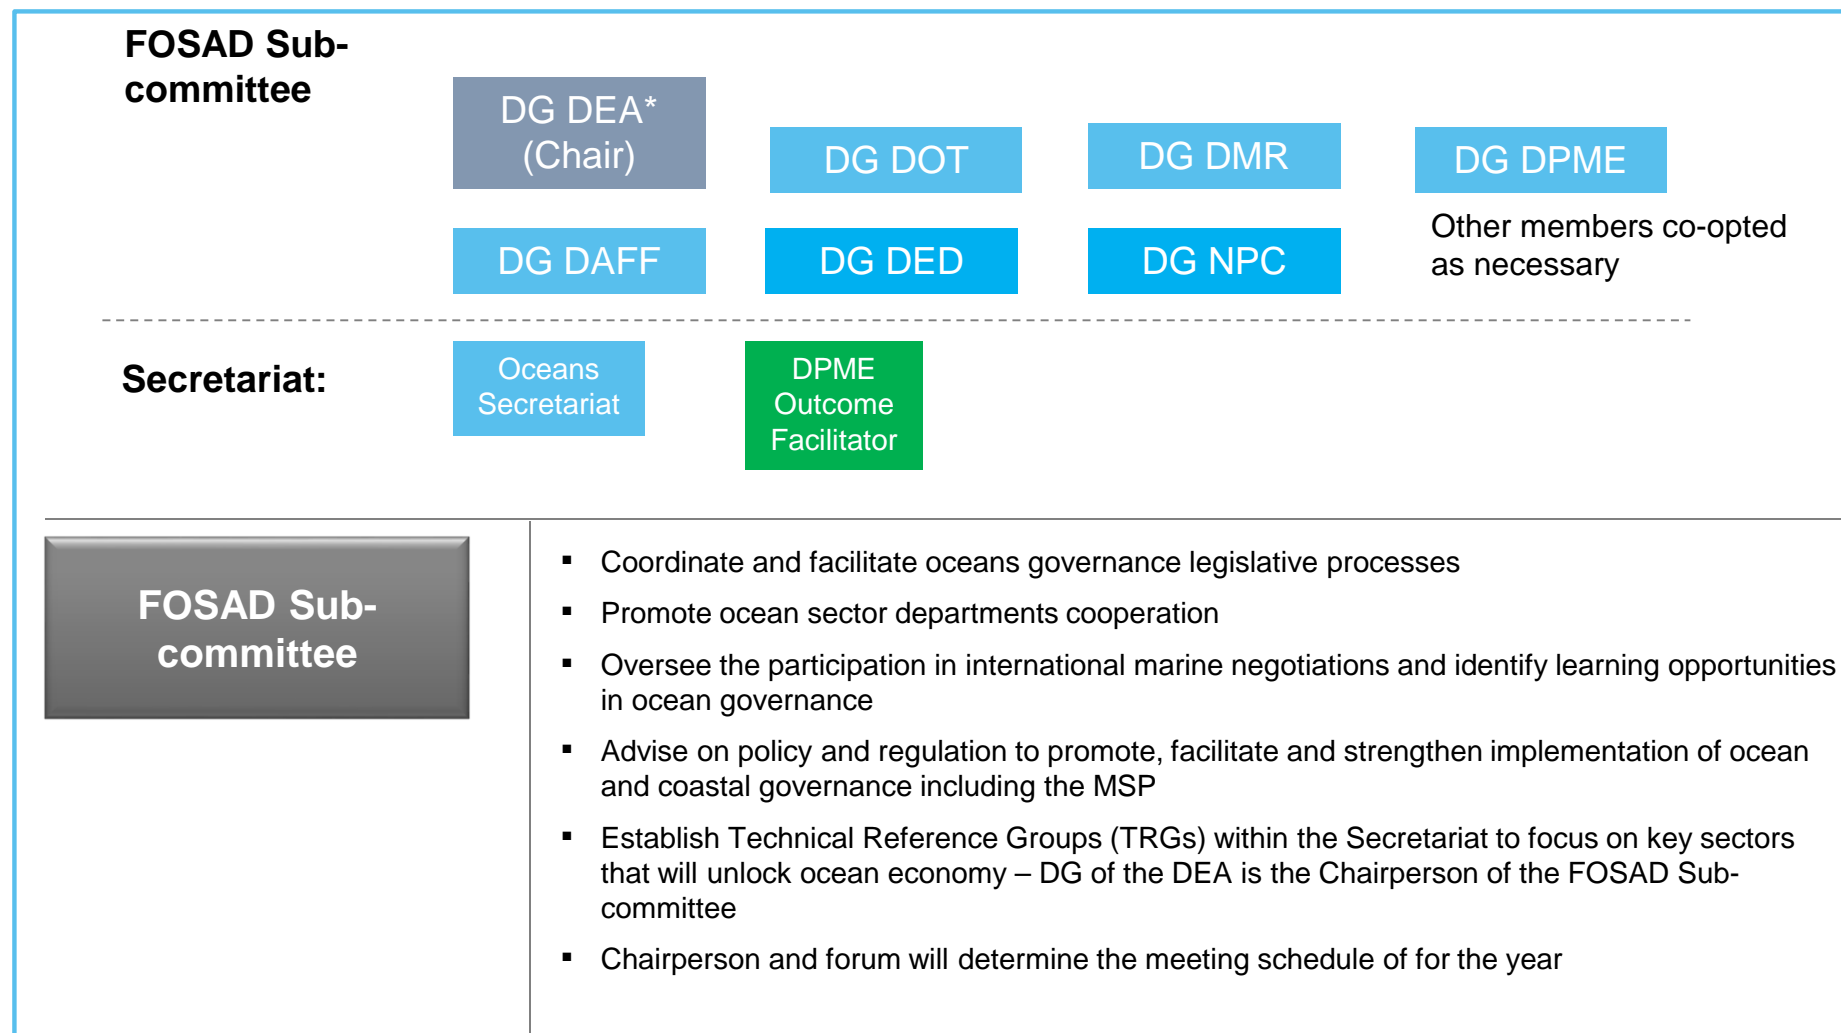 FOSAD Sub-
committee
DG DEA*
(Chair)
DG DOT
DG DMR
DG DPME
DG DAFF
DG DED
DG NPC
Other members co-opted
as necessary
Secretariat:
Oceans
Secretariat
DPME
Outcome
Facilitator
FOSAD Sub-
committee
▪ Coordinate and facilitate oceans governance legislative processes
▪ Promote ocean sector departments cooperation
▪ Oversee the participation in international marine negotiations and identify learning opportunities
in ocean governance
▪ Advise on policy and regulation to promote, facilitate and strengthen implementation of ocean
and coastal governance including the MSP
▪ Establish Technical Reference Groups (TRGs) within the Secretariat to focus on key sectors
that will unlock ocean economy – DG of the DEA is the Chairperson of the FOSAD Sub-
committee
▪ Chairperson and forum will determine the meeting schedule of for the year